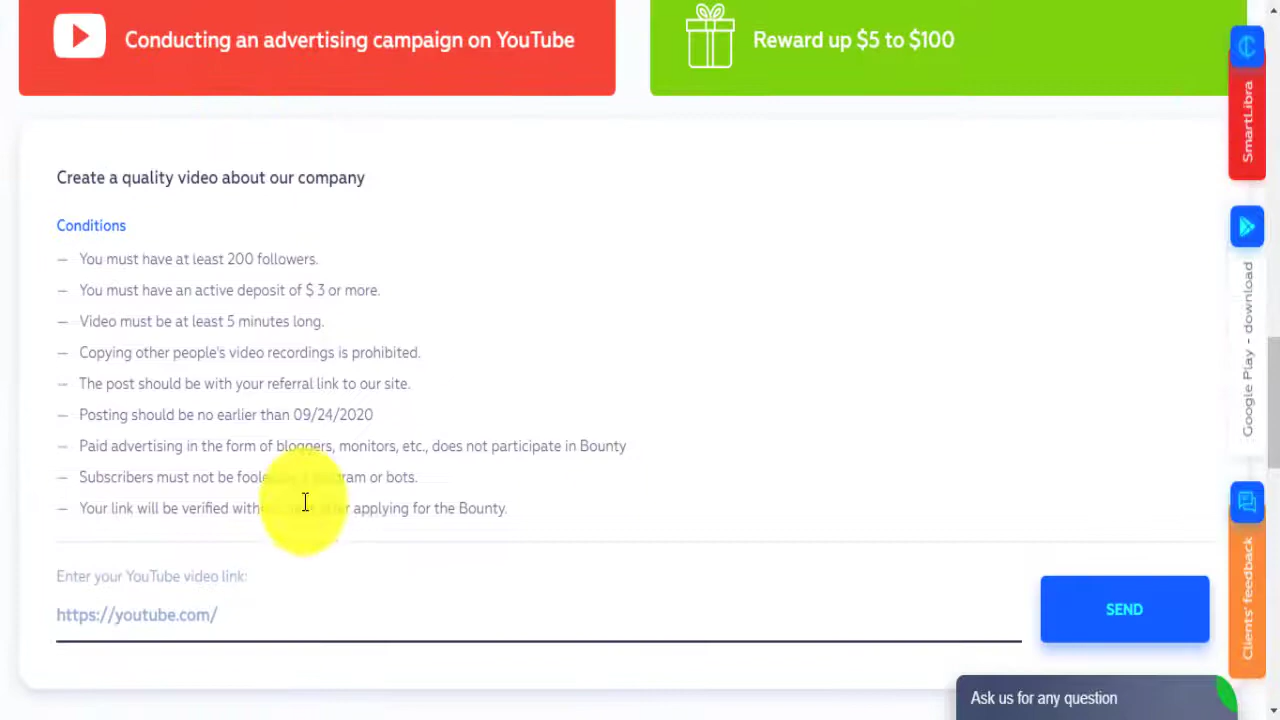 Conducting an advertising campaign on YouTube
Reward up $5 to $100
SmartLibra
Create a quality video about our company
Conditions
— You must have at least 200 followers.
— You must have an active deposit of $ 3 or more.
— Video must be at least 5 minutes long.
— Copying other people's video recordings is prohibited.
— The post should be with your referral link to our site.
— Posting should be no earlier than 09/24/2020
— Paid advertising in the form of bloggers, monitors, etc., does not participate in Bounty
— Subscribers must not be or bots.
— Your link will be verified applying for the Bounty.
Google Play - download
Enter your YouTube video link:
https://youtube.com/
SEND
Clients' feedback
Ask us for any question